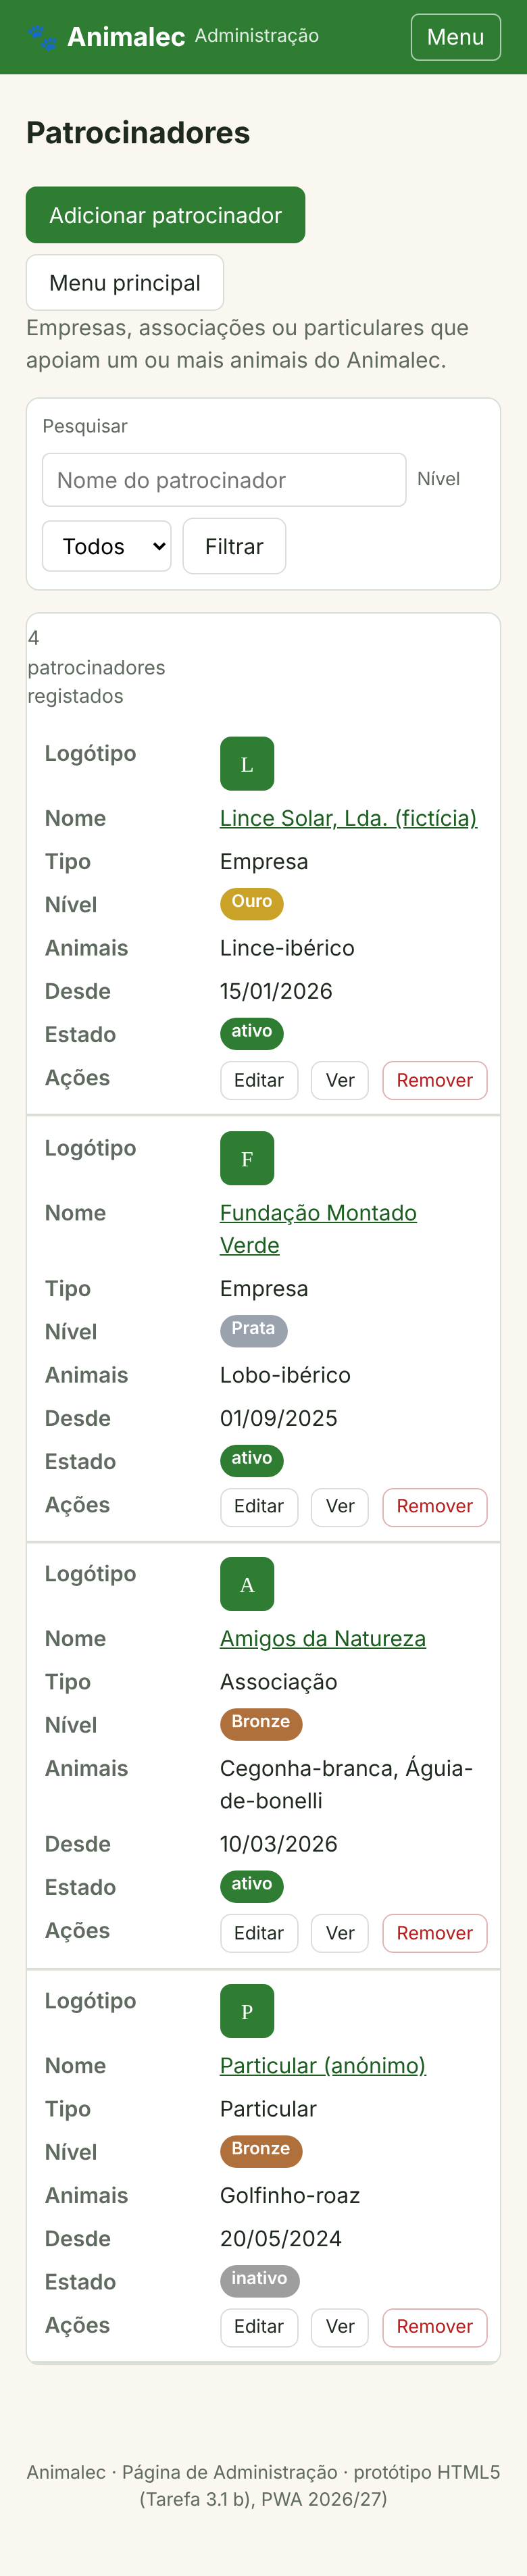 🐾 Animalec Administração Menu
Patrocinadores
Adicionar patrocinador
Menu principal
Empresas, associações ou particulares que
apoiam um ou mais animais do Animalec.
Pesquisar
Nome do patrocinador Nível
Todos Filtrar
4
patrocinadores
registados
Logótipo L
Nome Lince Solar, Lda. (fictícia)
Tipo Empresa
Nível Ouro
Animais Lince-ibérico
Desde 15/01/2026
Estado ativo
Ações Editar Ver Remover
Logótipo F
Nome Fundação Montado
Verde
Tipo Empresa
Nível Prata
Animais Lobo-ibérico
Desde 01/09/2025
Estado ativo
Ações Editar Ver Remover
Logótipo A
Nome Amigos da Natureza
Tipo Associação
Nível Bronze
Animais Cegonha-branca, Águia-
de-bonelli
Desde 10/03/2026
Estado ativo
Ações Editar Ver Remover
Logótipo P
Nome Particular (anónimo)
Tipo Particular
Nível Bronze
Animais Golfinho-roaz
Desde 20/05/2024
Estado inativo
Ações Editar Ver Remover
Animalec · Página de Administração · protótipo HTML5
(Tarefa 3.1 b), PWA 2026/27)